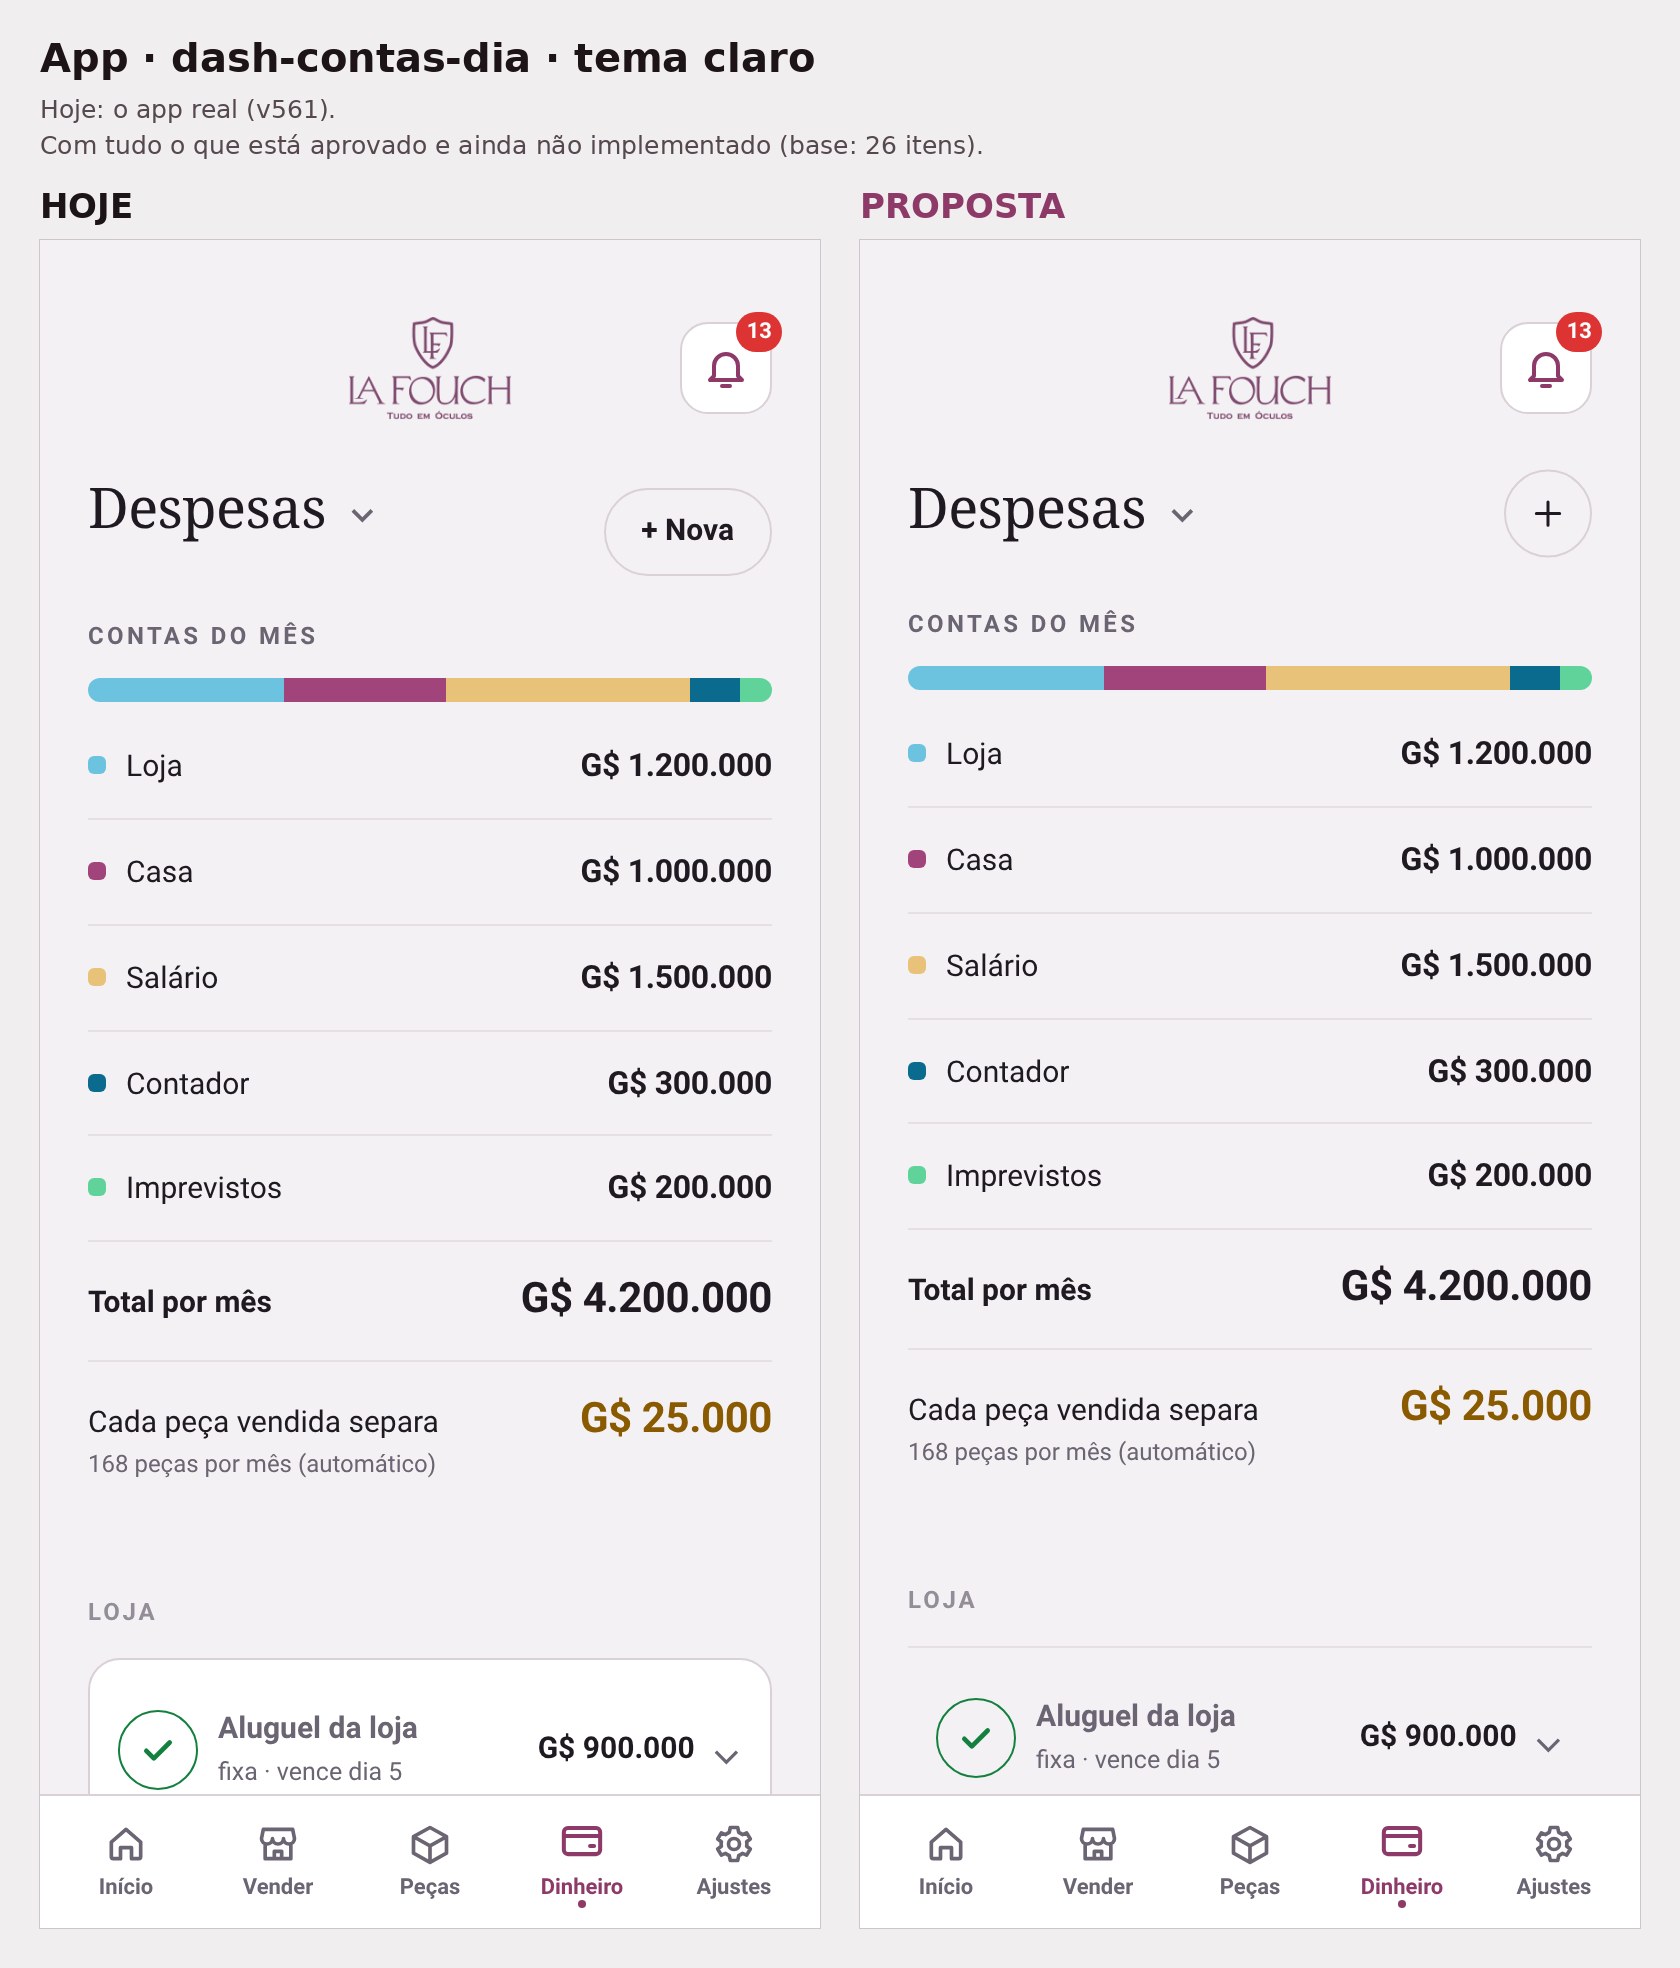 App · dash-contas-dia · tema claro
Hoje: o app real (v561).
Com tudo o que está aprovado e ainda não implementado (base: 26 itens).
HOJE
LF
LA FOUCH
TUDO EM ÓCULOS
13
Despesas
+ Nova
CONTAS DO MÊS
Loja G$ 1.200.000
Casa G$ 1.000.000
Salário G$ 1.500.000
Contador G$ 300.000
Imprevistos G$ 200.000
Total por mês G$ 4.200.000
Cada peça vendida separa G$ 25.000
168 peças por mês (automático)
LOJA
Aluguel da loja G$ 900.000
fixa · vence dia 5
Início Vender Peças Dinheiro Ajustes
PROPOSTA
LF
LA FOUCH
TUDO EM ÓCULOS
13
Despesas
+
CONTAS DO MÊS
Loja G$ 1.200.000
Casa G$ 1.000.000
Salário G$ 1.500.000
Contador G$ 300.000
Imprevistos G$ 200.000
Total por mês G$ 4.200.000
Cada peça vendida separa G$ 25.000
168 peças por mês (automático)
LOJA
Aluguel da loja G$ 900.000
fixa · vence dia 5
Início Vender Peças Dinheiro Ajustes